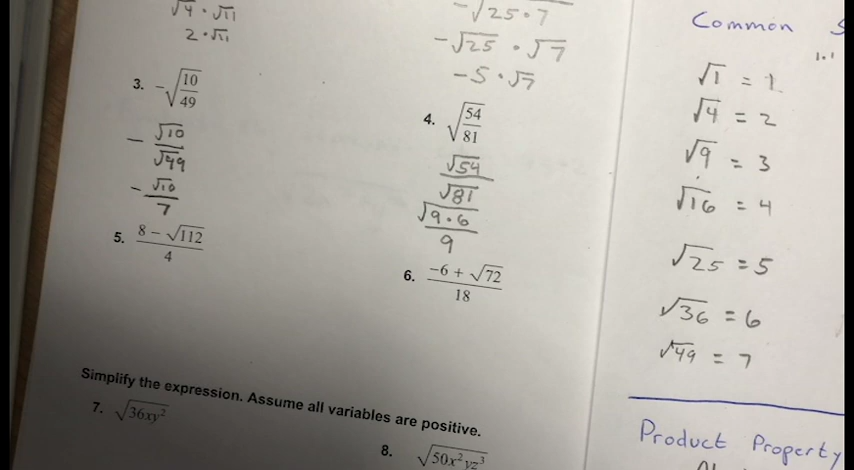 √4 · √11
2 · √11
-√25 · 7
-√25 · √7
-5 · √7
3. -√(10/49)
- √10/√49
- √10/7
4. √(54/81)
√54/√81
√(9 · 6)/9
5. (8 - √112)/4
6. (-6 + √72)/18
Simplify the expression. Assume all variables are positive.
7. √(36xy²)
8. √(50x²yz³)
Common
1.
√1 = 1
√4 = 2
√9 = 3
√16 = 4
√25 = 5
√36 = 6
√49 = 7
Product Property